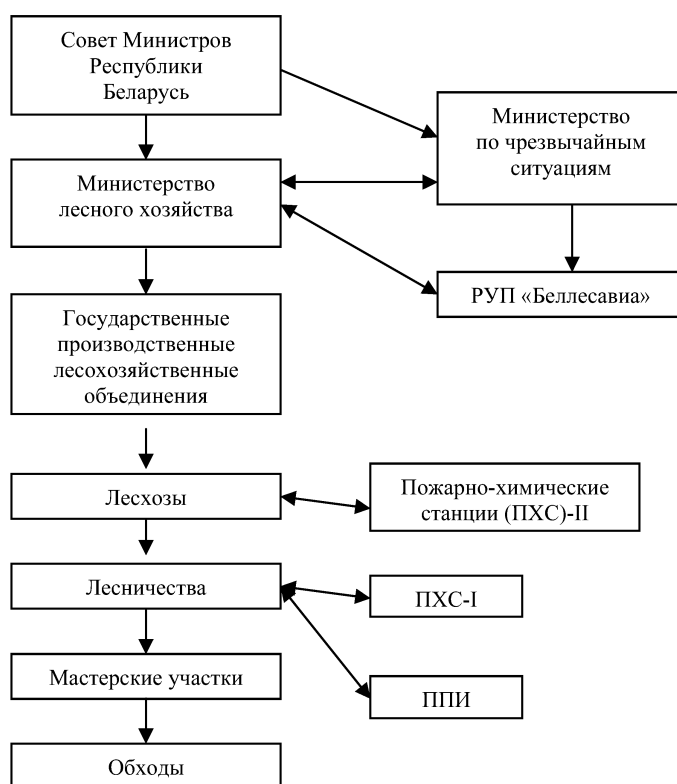 Совет Министров
Республики
Беларусь
Министерство
по чрезвычайным
ситуациям
Министерство
лесного хозяйства
РУП «Беллесавиа»
Государственные
производственные
лесохозяйственные
объединения
Лесхозы
Пожарно-химические
станции (ПХС)-II
Лесничества
ПХС-I
Мастерские участки
ППИ
Обходы